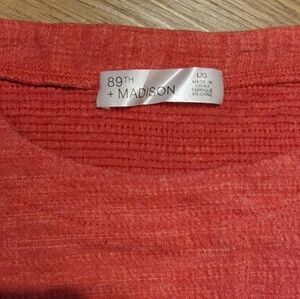 89TH
+ MADISON
L/G
MADE IN
CHINA
FABRIQUÉ
EN CHINE